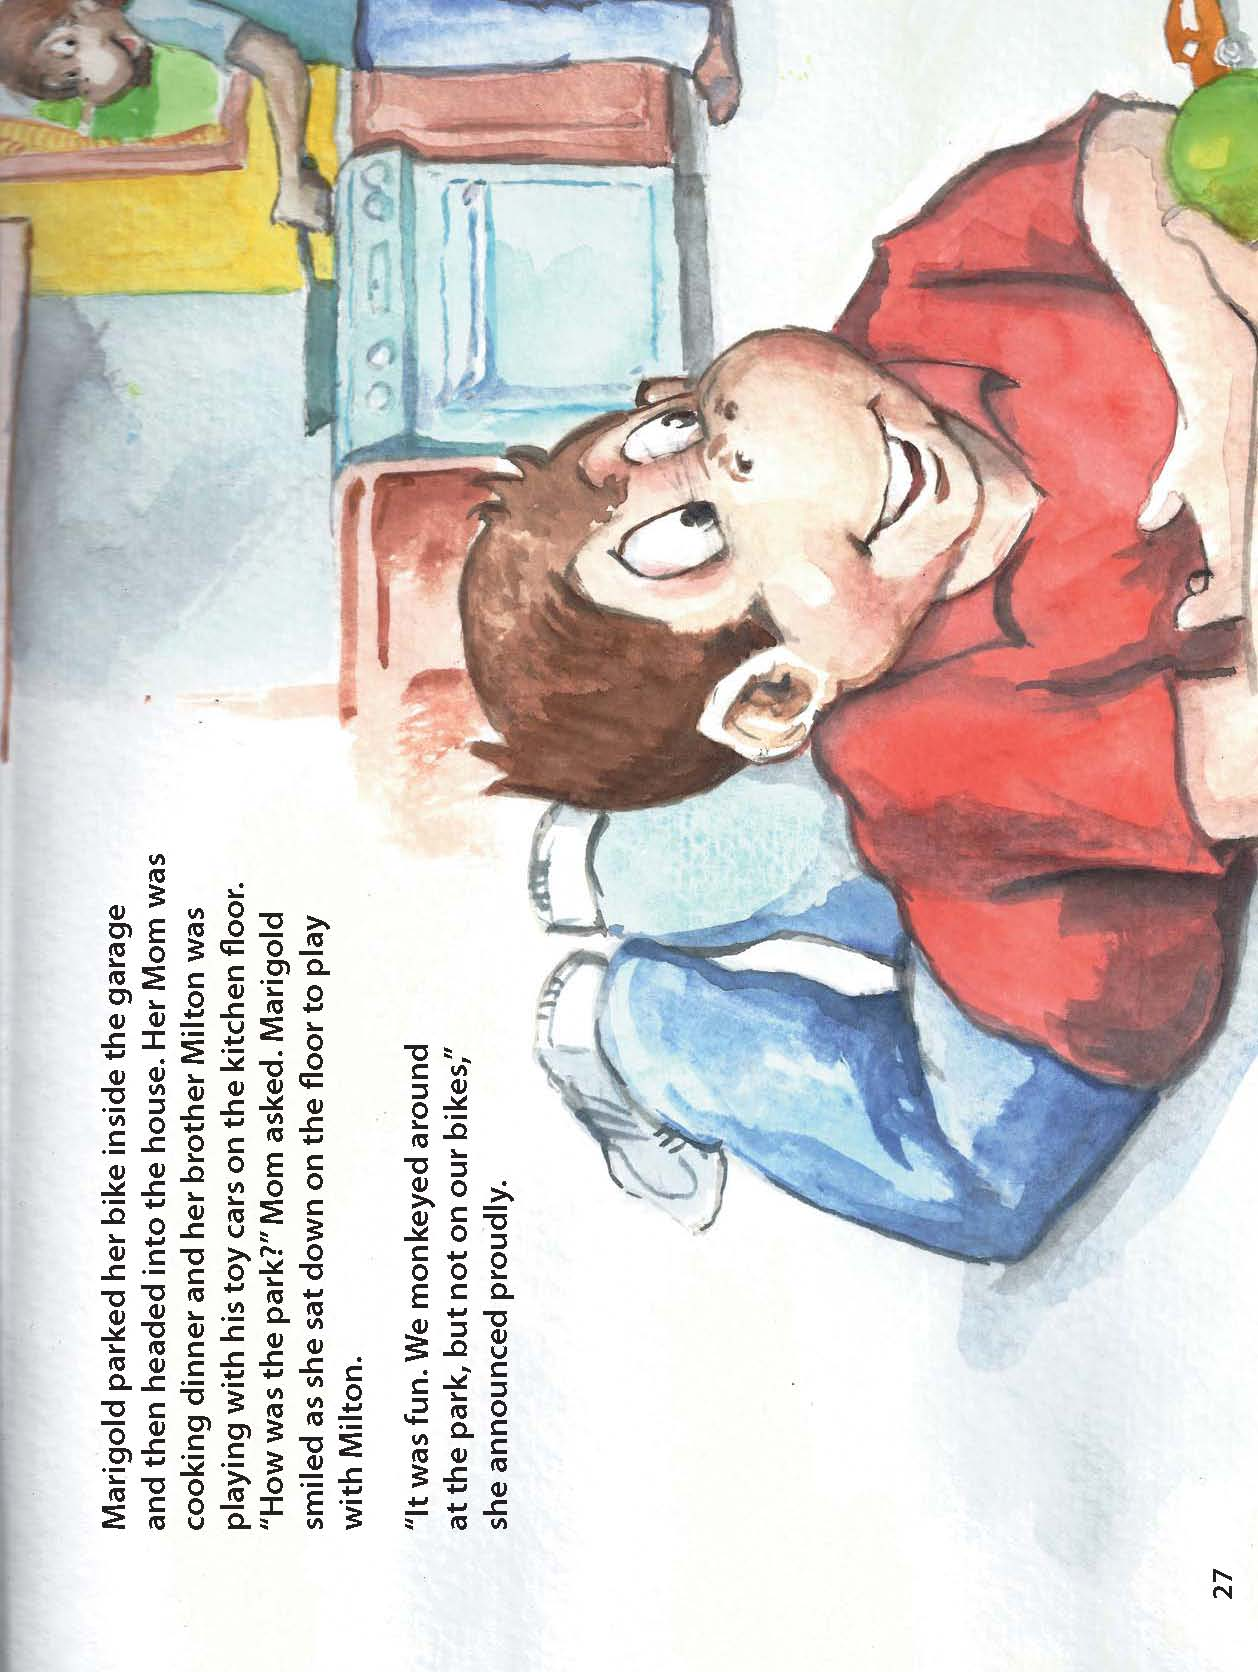 Marigold parked her bike inside the garage
and then headed into the house. Her Mom was
cooking dinner and her brother Milton was
playing with his toy cars on the kitchen floor.
“How was the park?” Mom asked. Marigold
smiled as she sat down on the floor to play
with Milton.
“It was fun. We monkeyed around
at the park, but not on our bikes,”
she announced proudly.
27